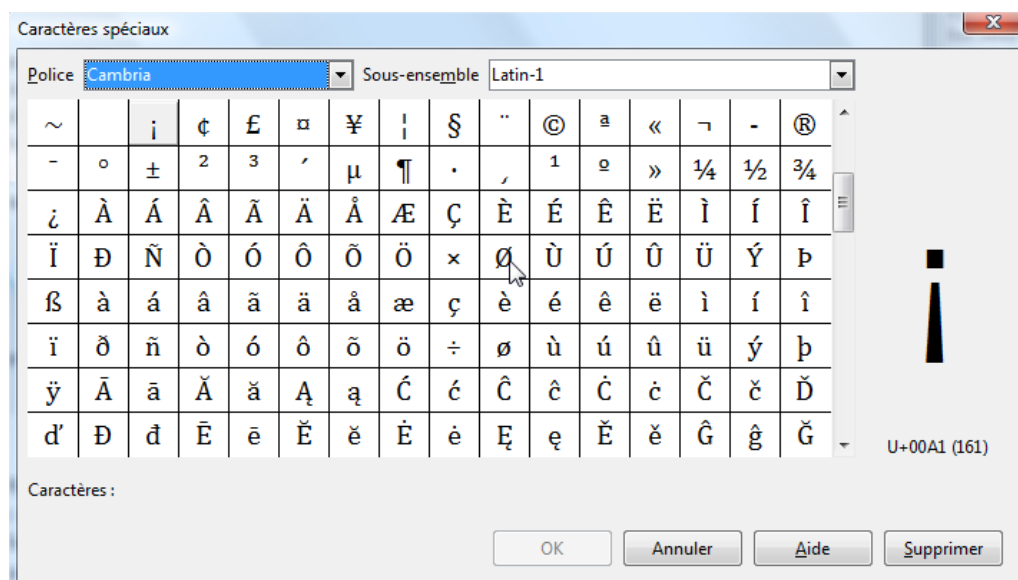 Caractères spéciaux
Police Cambria Sous-ensemble Latin-1
~ ¡ ¢ £ ¤ ¥ ¦ § ¨ © ª « ¬ - ®
¯ ° ± ² ³ ´ µ ¶ · ¸ ¹ º » ¼ ½ ¾
¿ À Á Â Ã Ä Å Æ Ç È É Ê Ë Ì Í Î
Ï Ð Ñ Ò Ó Ô Õ Ö × Ø Ù Ú Û Ü Ý Þ
ß à á â ã ä å æ ç è é ê ë ì í î
ï ð ñ ò ó ô õ ö ÷ ø ù ú û ü ý þ
ÿ Ā ā Ă ă Ą ą Ć ć Ĉ ĉ Ċ ċ Č č Ď
ď Đ đ Ē ē Ĕ ĕ Ė ė Ę ę Ě ě Ĝ ĝ Ğ
¡
U+00A1 (161)
Caractères :
OK Annuler Aide Supprimer